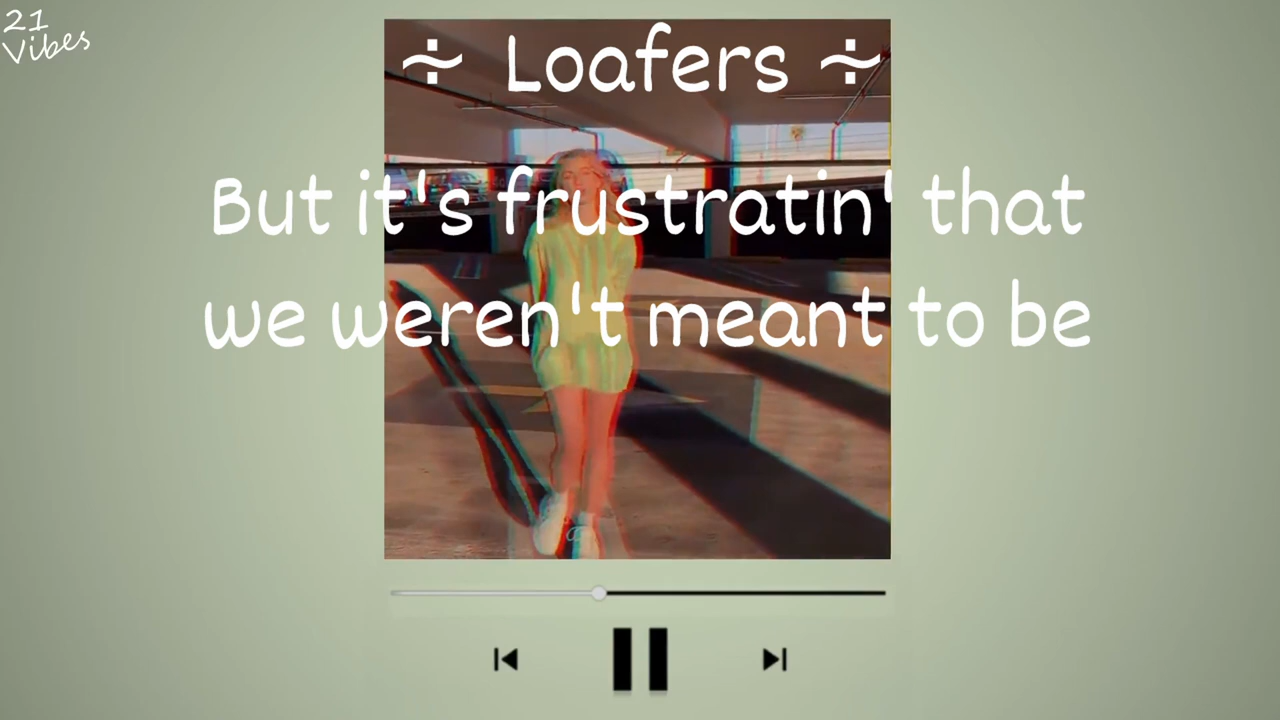 21
Vibes
÷ Loafers ÷
But it's frustratin' that
we weren't meant to be